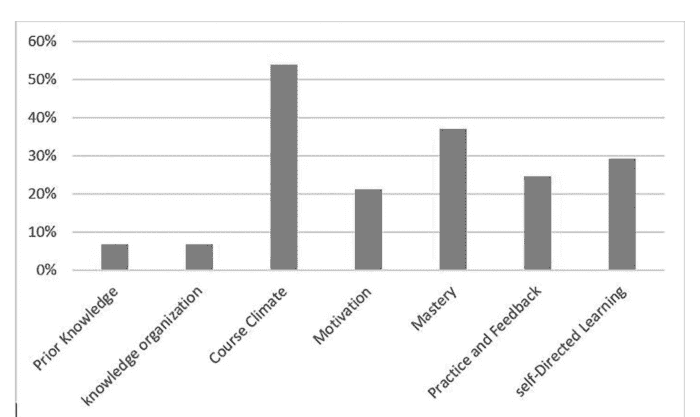 60%
50%
40%
30%
20%
10%
0%
Prior Knowledge
knowledge organization
Course Climate
Motivation
Mastery
Practice and Feedback
self-Directed Learning